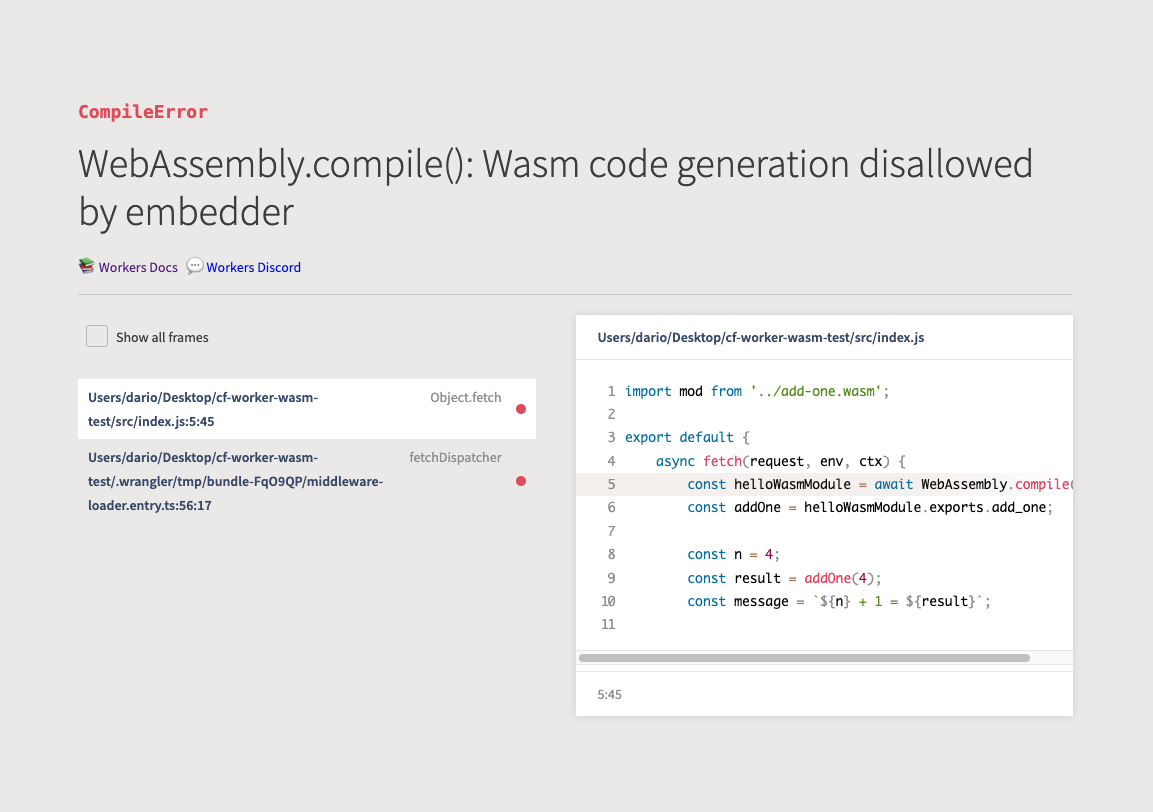 CompileError
WebAssembly.compile(): Wasm code generation disallowed
by embedder
📚 Workers Docs 💬 Workers Discord
Show all frames
Users/dario/Desktop/cf-worker-wasm-
test/src/index.js:5:45
Object.fetch
Users/dario/Desktop/cf-worker-wasm-
test/.wrangler/tmp/bundle-FqO9QP/middleware-
loader.entry.ts:56:17
fetchDispatcher
Users/dario/Desktop/cf-worker-wasm-test/src/index.js
1 import mod from '../add-one.wasm';
2
3 export default {
4     async fetch(request, env, ctx) {
5         const helloWasmModule = await WebAssembly.compile(
6         const addOne = helloWasmModule.exports.add_one;
7
8         const n = 4;
9         const result = addOne(4);
10         const message = `${n} + 1 = ${result}`;
11
5:45